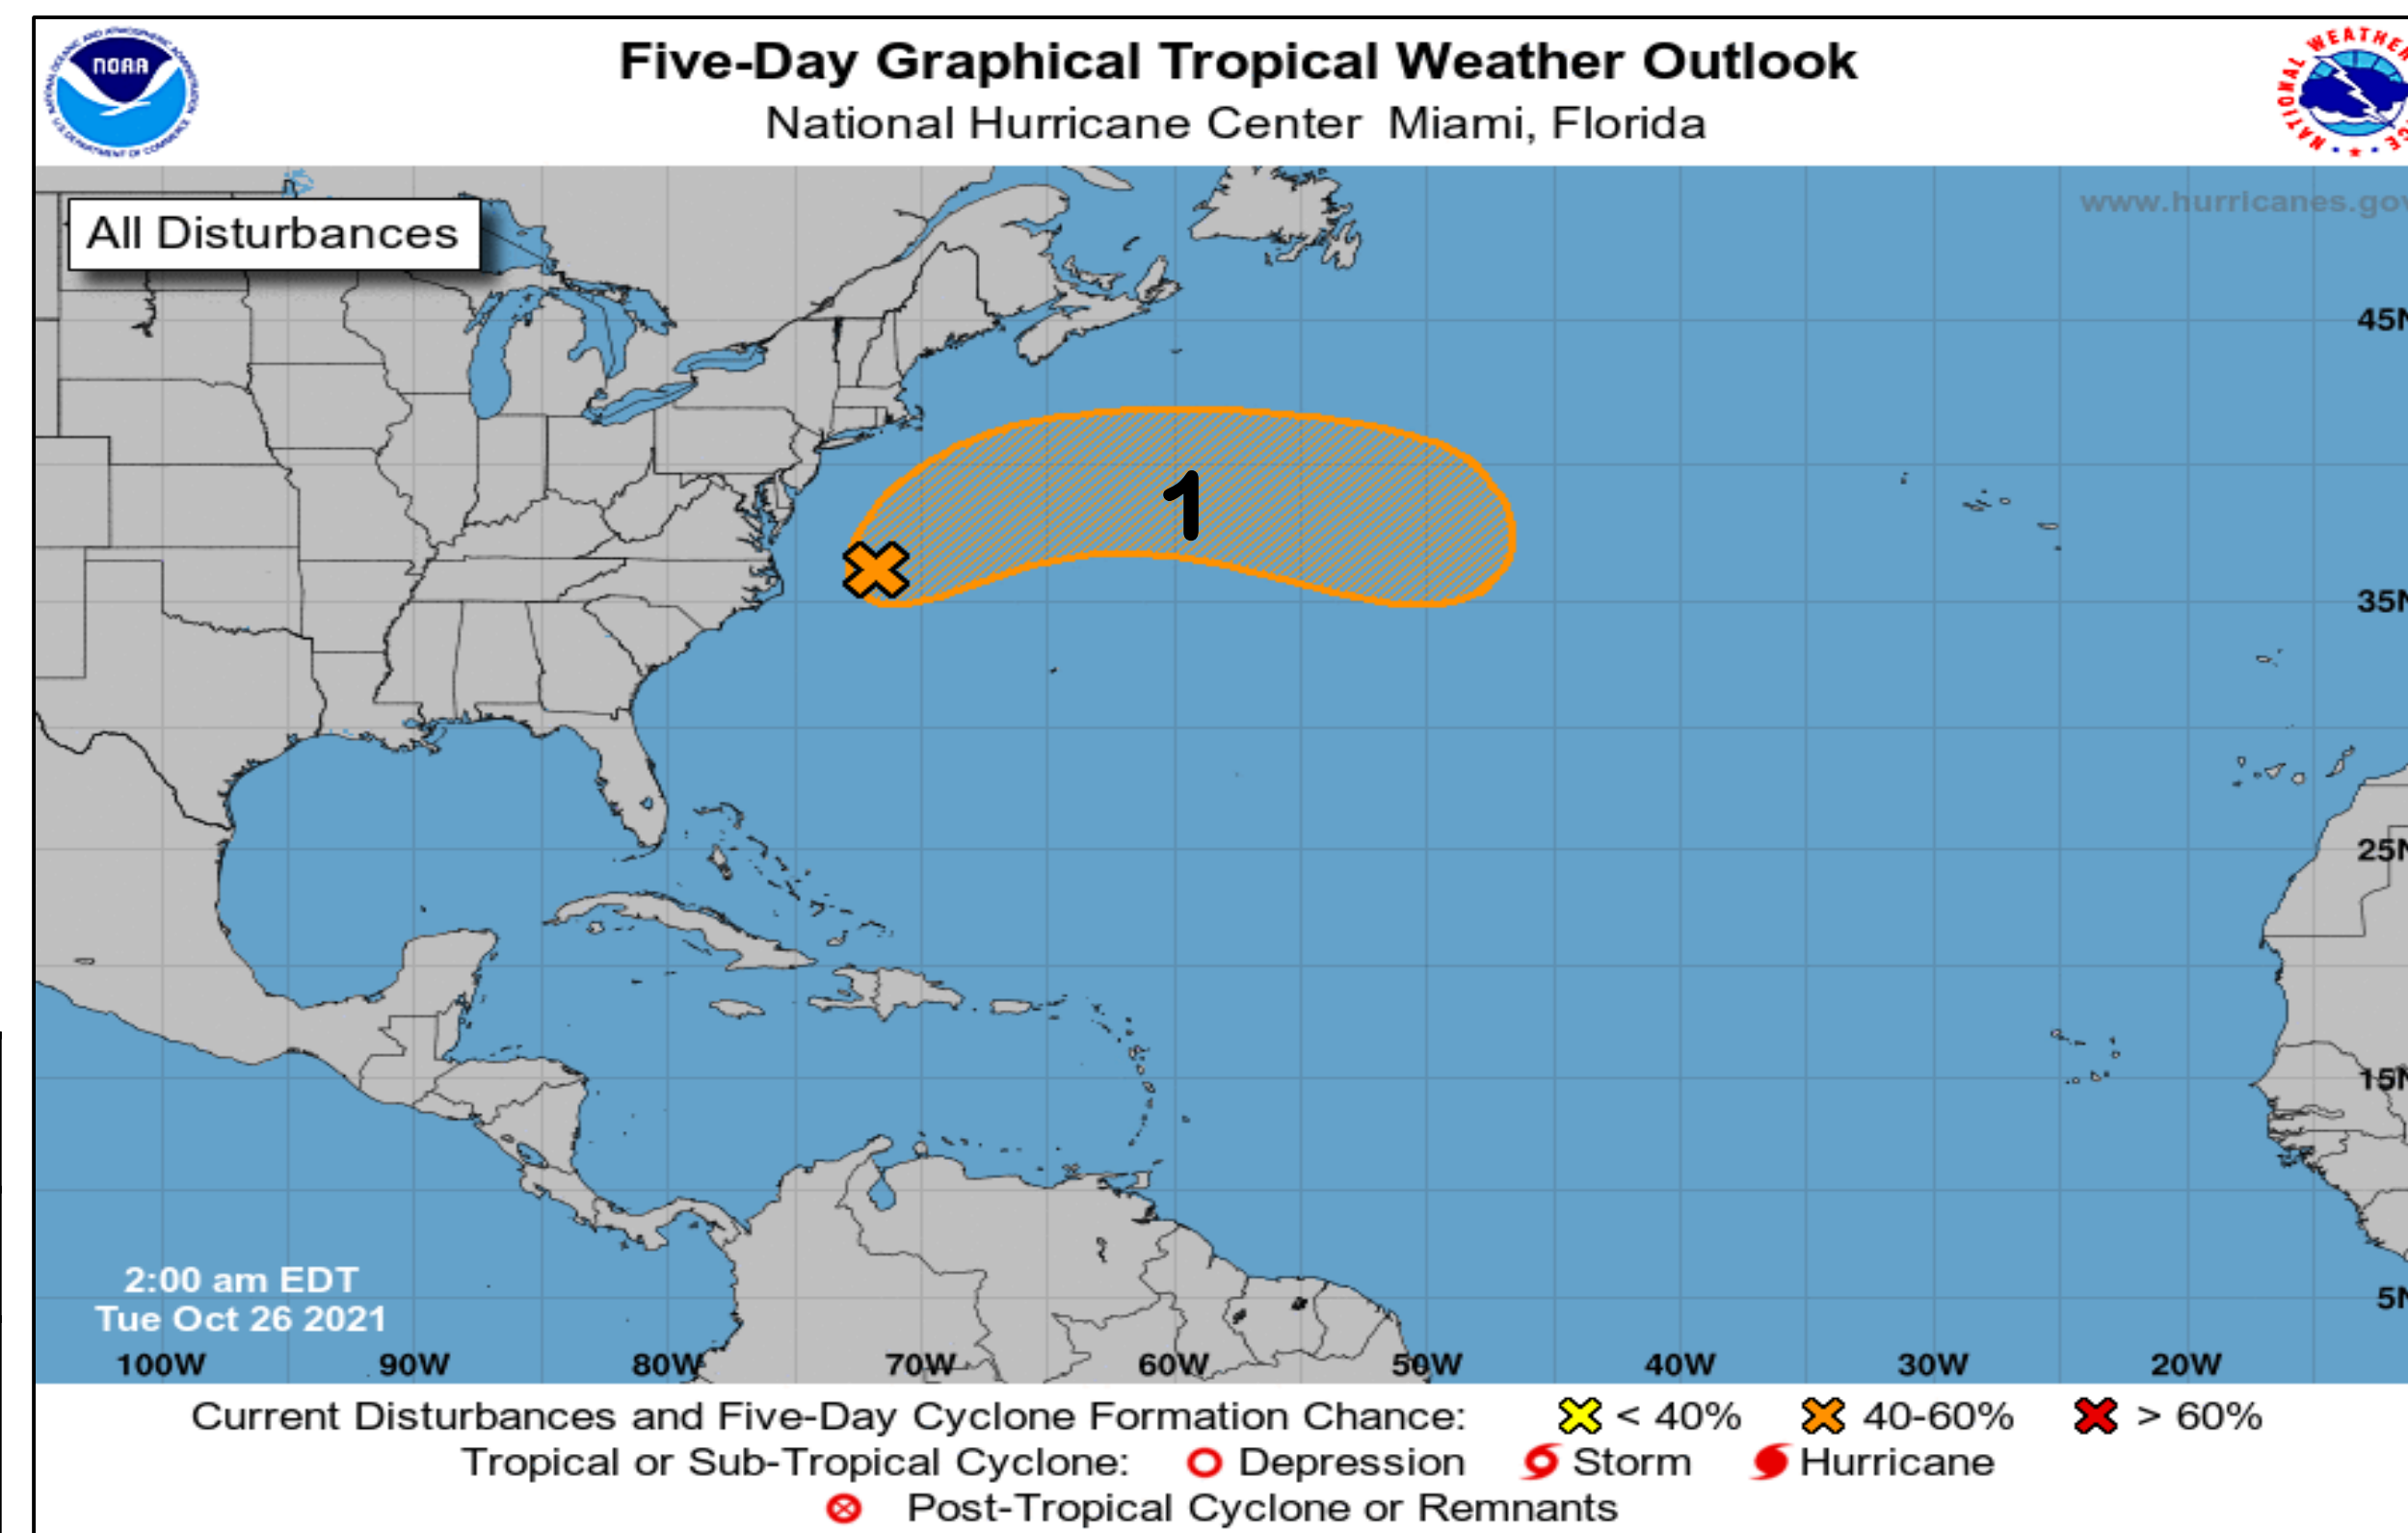 NOAA
Five-Day Graphical Tropical Weather Outlook
National Hurricane Center Miami, Florida
All Disturbances
www.hurricanes.gov
45N
1
35N
25N
15N
5N
2:00 am EDT
Tue Oct 26 2021
100W 90W 80W 70W 60W 50W 40W 30W 20W
Current Disturbances and Five-Day Cyclone Formation Chance: < 40% 40-60% > 60%
Tropical or Sub-Tropical Cyclone: Depression Storm Hurricane
Post-Tropical Cyclone or Remnants